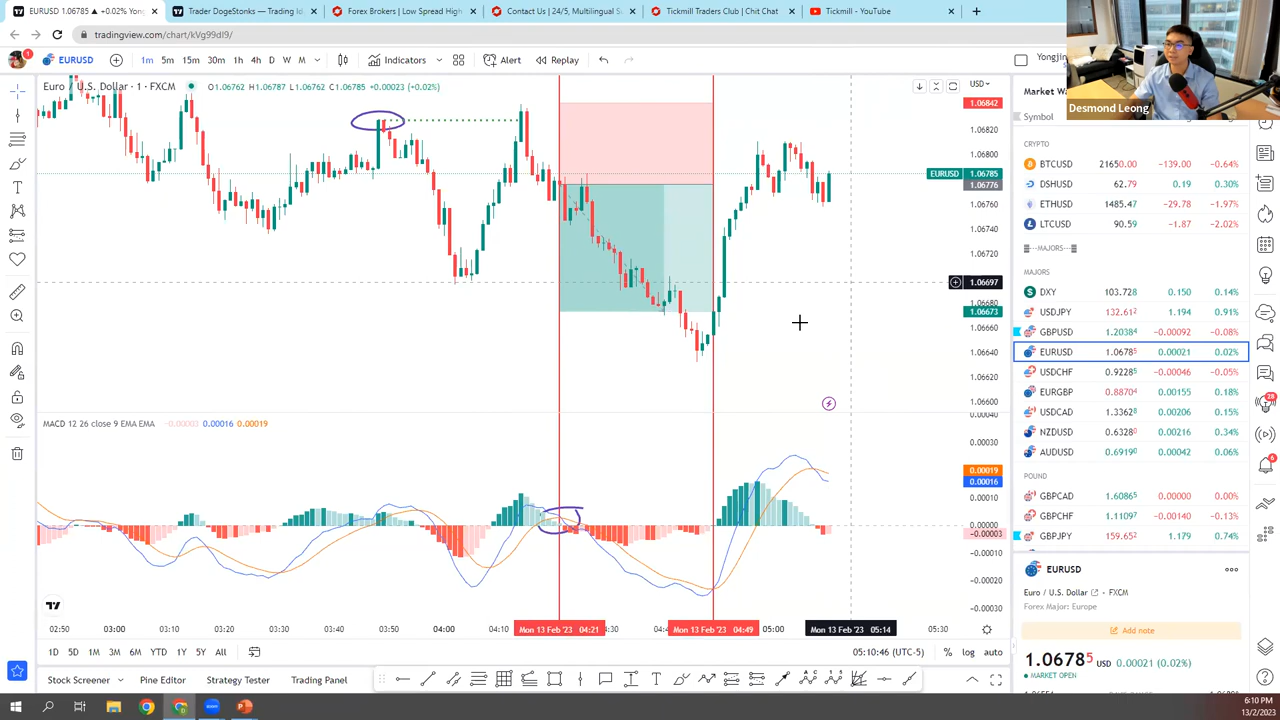 EURUSD 1.06785 ▲ +0.02% Yong
Trader DogeStonks — Trading Ide
Forex Brokers | Low Spread High
Contact Us | 24/5, Multilingual Su
Tickmill Traders Club | Chit Chat
Tickmill - YouTube
tradingview.com/chart/kVg99dI9/
1
EURUSD
1m 5m 15m 30m 1h 4h D W M
Indicators
Alert
Replay
Yongjin
Desmond Leong
Euro / U.S. Dollar · 1 · FXCM
O1.06762 H1.06787 L1.06762 C1.06785 +0.00023 (+0.02%)
USD
1.06842
1.06820
1.06800
EURUSD 1.06785
1.06776
1.06760
1.06740
1.06720
1.06697
1.06680
1.06673
1.06660
1.06640
1.06620
1.06600
MACD 12 26 close 9 EMA EMA −0.00003 0.00016 0.00019
0.00040
0.00030
0.00019
0.00016
0.00010
0.00000
−0.00003
−0.00010
−0.00020
−0.00030
02:50 03:00 03:10 03:20 03:30 03:40 03:50 04:00 04:10 Mon 13 Feb '23 04:21 Mon 13 Feb '23 04:49 05:00 Mon 13 Feb '23 05:14 05:30
1D 5D 1M 3M 6M YTD 1Y 5Y All
05:10:46 (UTC-5)
% log auto
Stock Screener
Pine Editor
Strategy Tester
Trading Panel
Symbol
CRYPTO
BTCUSD 21650.00 −139.00 −0.64%
DSHUSD 62.79 0.19 0.30%
ETHUSD 1485.47 −29.78 −1.97%
LTCUSD 90.59 −1.87 −2.02%
MAJORS
MAJORS
DXY 103.728 0.150 0.14%
USDJPY 132.612 1.194 0.91%
GBPUSD 1.20384 −0.00092 −0.08%
EURUSD 1.06785 0.00021 0.02%
USDCHF 0.92285 −0.00046 −0.05%
EURGBP 0.88704 0.00155 0.18%
USDCAD 1.33628 0.00206 0.15%
NZDUSD 0.63280 0.00216 0.34%
AUDUSD 0.69190 0.00042 0.06%
POUND
GBPCAD 1.60865 0.00000 0.00%
GBPCHF 1.11097 −0.00140 −0.13%
GBPJPY 159.652 1.179 0.74%
28
6
EURUSD
Euro / U.S. Dollar
FXCM
Forex Major: Europe
Add note
1.06785 USD 0.00021 (0.02%)
MARKET OPEN
6:10 PM
13/2/2023